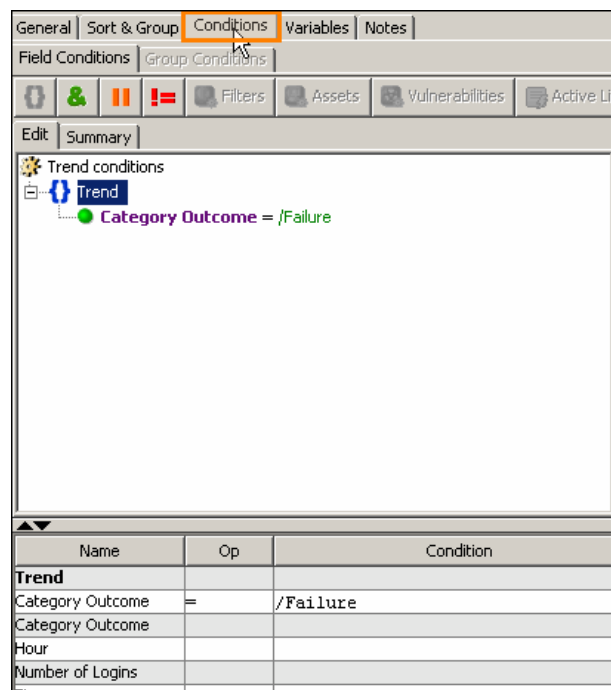 General Sort & Group Conditions Variables Notes
Field Conditions Group Conditions
{} & != Filters Assets Vulnerabilities Active Li
Edit Summary
Trend conditions
{} Trend
Category Outcome = /Failure
Name Op Condition
Trend
Category Outcome = /Failure
Category Outcome
Hour
Number of Logins